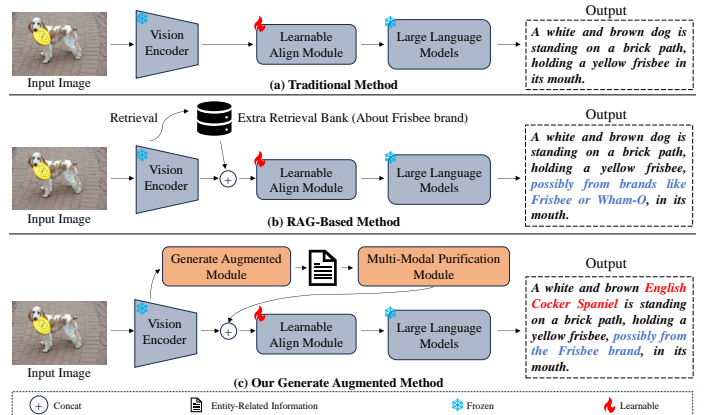 Output
Vision
Encoder
Learnable
Align Module
Large Language
Models
A white and brown dog is
standing on a brick path,
holding a yellow frisbee in
its mouth.
Input Image
(a) Traditional Method
Output
Retrieval
Extra Retrieval Bank (About Frisbee brand)
Vision
Encoder
+
Learnable
Align Module
Large Language
Models
A white and brown dog is
standing on a brick path,
holding a yellow frisbee,
possibly from brands like
Frisbee or Wham-O, in its
mouth.
Input Image
(b) RAG-Based Method
Generate Augmented
Module
Multi-Modal Purification
Module
Output
Vision
Encoder
+
Learnable
Align Module
Large Language
Models
A white and brown English
Cocker Spaniel is standing
on a brick path, holding a
yellow frisbee, possibly from
the Frisbee brand, in its
mouth.
Input Image
(c) Our Generate Augmented Method
+ Concat
Entity-Related Information
Frozen
Learnable